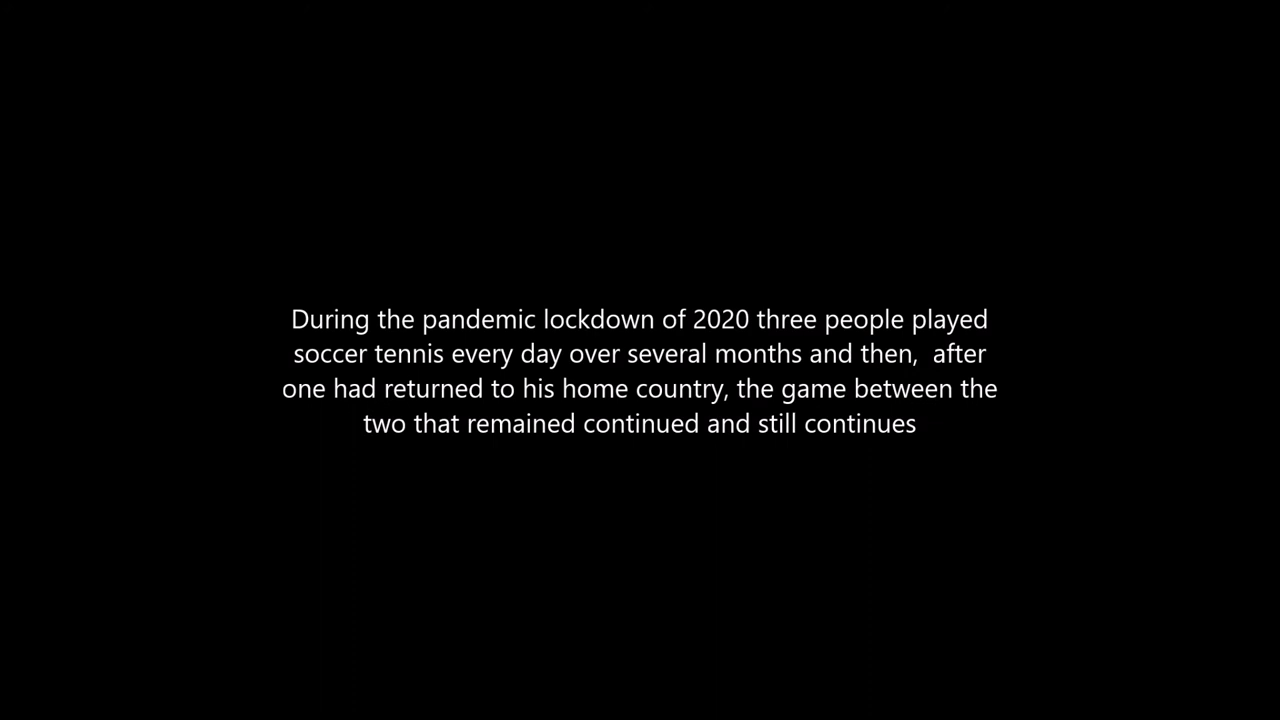 During the pandemic lockdown of 2020 three people played
soccer tennis every day over several months and then,  after
one had returned to his home country, the game between the
two that remained continued and still continues